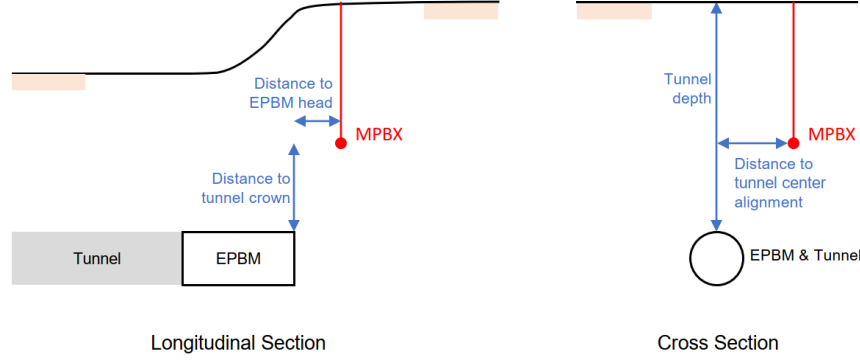 Distance to
EPBM head
MPBX
Distance to
tunnel crown
Tunnel
EPBM
Longitudinal Section
Tunnel
depth
MPBX
Distance to
tunnel center
alignment
EPBM & Tunnel
Cross Section